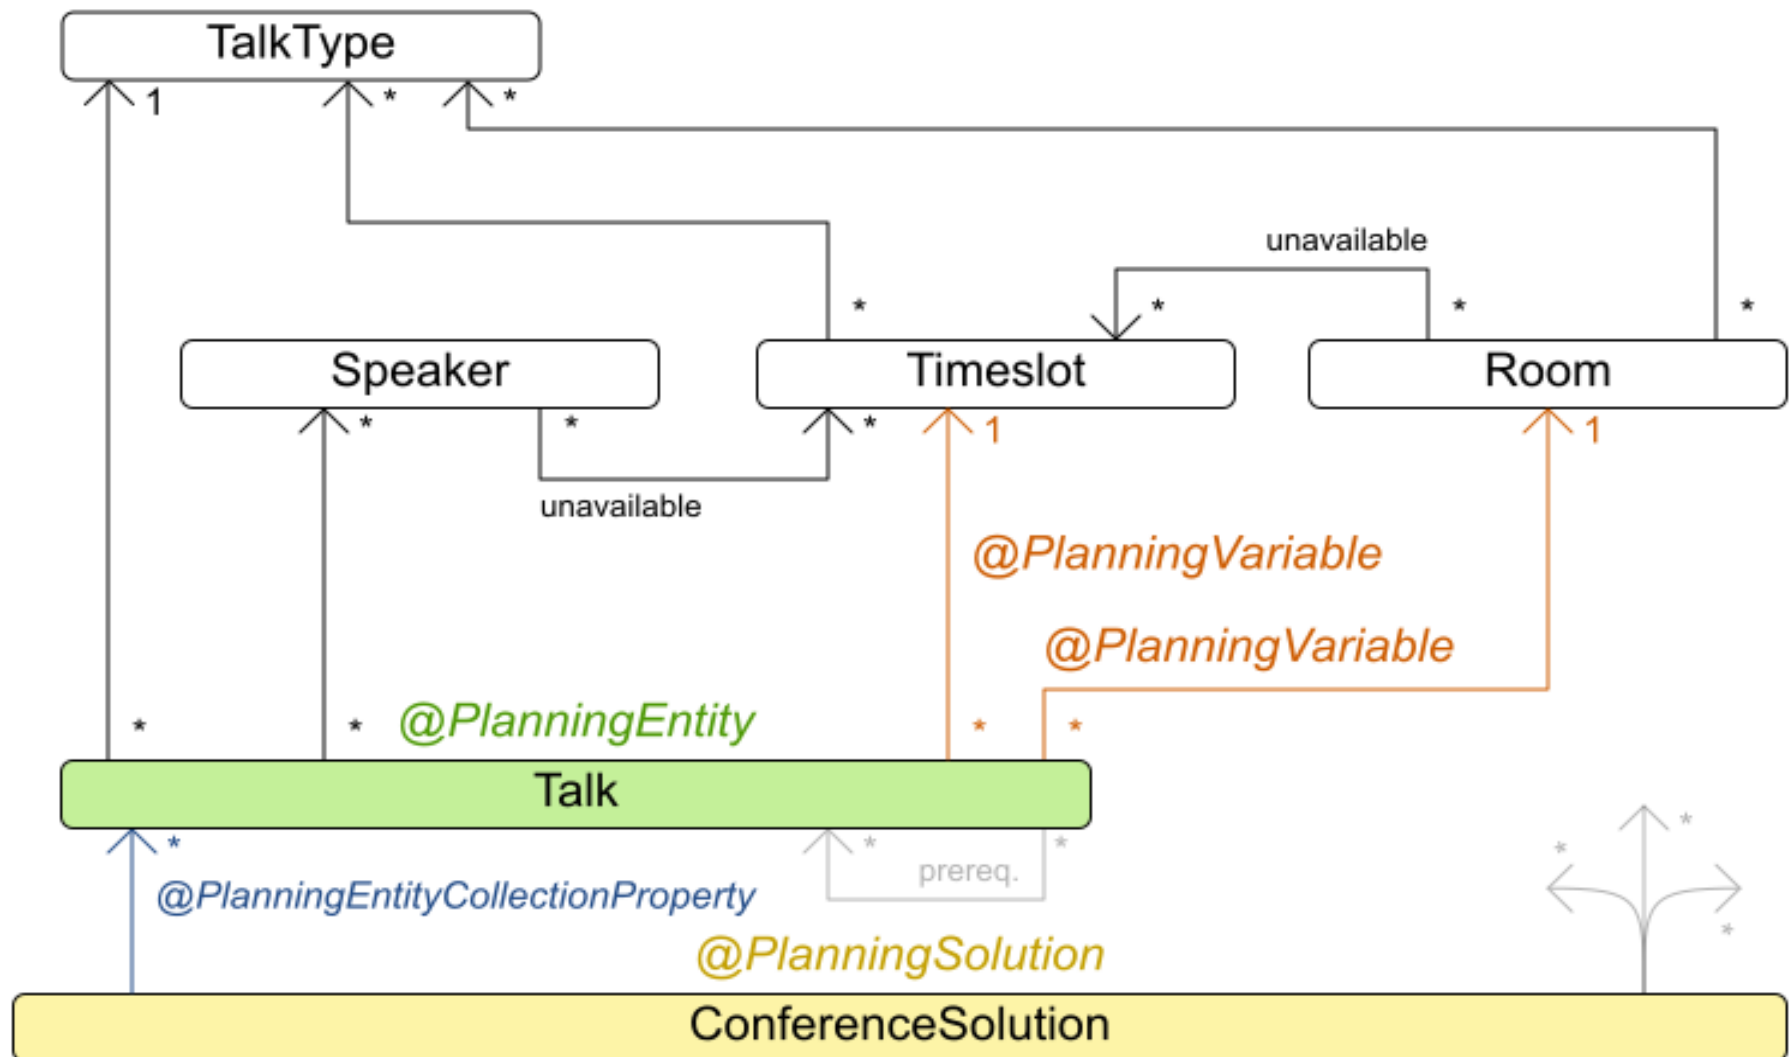 TalkType
1 * *
unavailable
* * *
Speaker Timeslot Room
* * * 1 1
unavailable
@PlanningVariable
@PlanningVariable
* * @PlanningEntity * *
Talk
* * * *
prereq. *
@PlanningEntityCollectionProperty
*
@PlanningSolution
ConferenceSolution